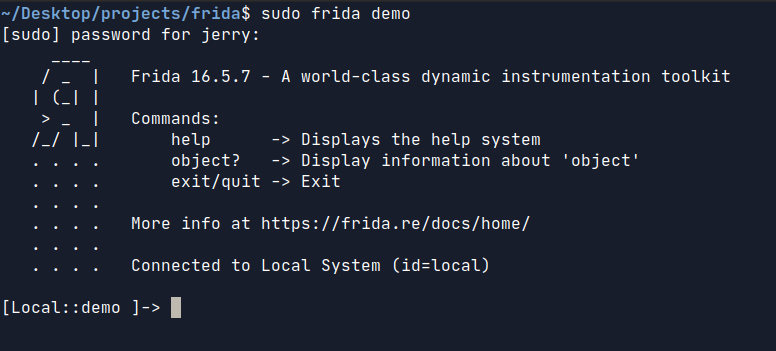 ~/Desktop/projects/frida$ sudo frida demo
[sudo] password for jerry:
     ____
    / _  |   Frida 16.5.7 - A world-class dynamic instrumentation toolkit
   | (_| |
    > _  |   Commands:
   /_/ |_|       help      -> Displays the help system
   . . . .       object?   -> Display information about 'object'
   . . . .       exit/quit -> Exit
   . . . .
   . . . .   More info at https://frida.re/docs/home/
   . . . .
   . . . .   Connected to Local System (id=local)
[Local::demo ]->